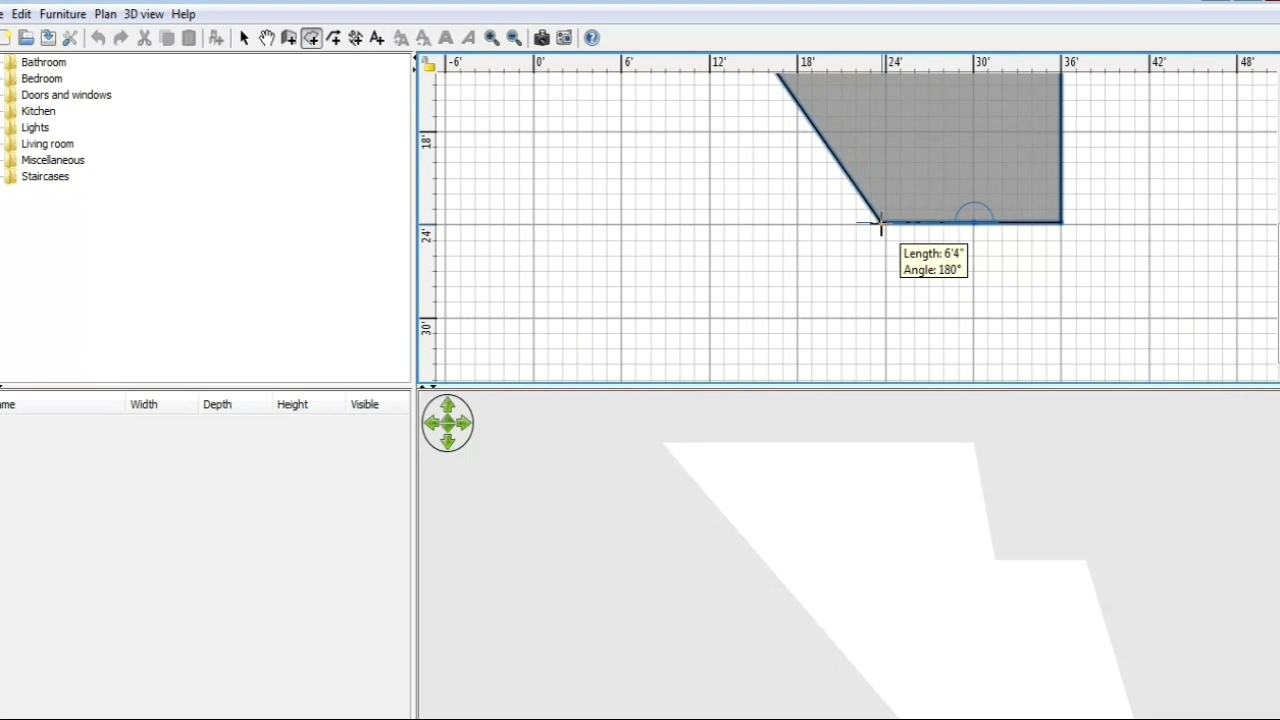 e Edit Furniture Plan 3D view Help
Bathroom
Bedroom
Doors and windows
Kitchen
Lights
Living room
Miscellaneous
Staircases
-6' 0' 6' 12' 18' 24' 30' 36' 42' 48'
18'
24'
30'
Length: 6'4"
Angle: 180°
ame Width Depth Height Visible